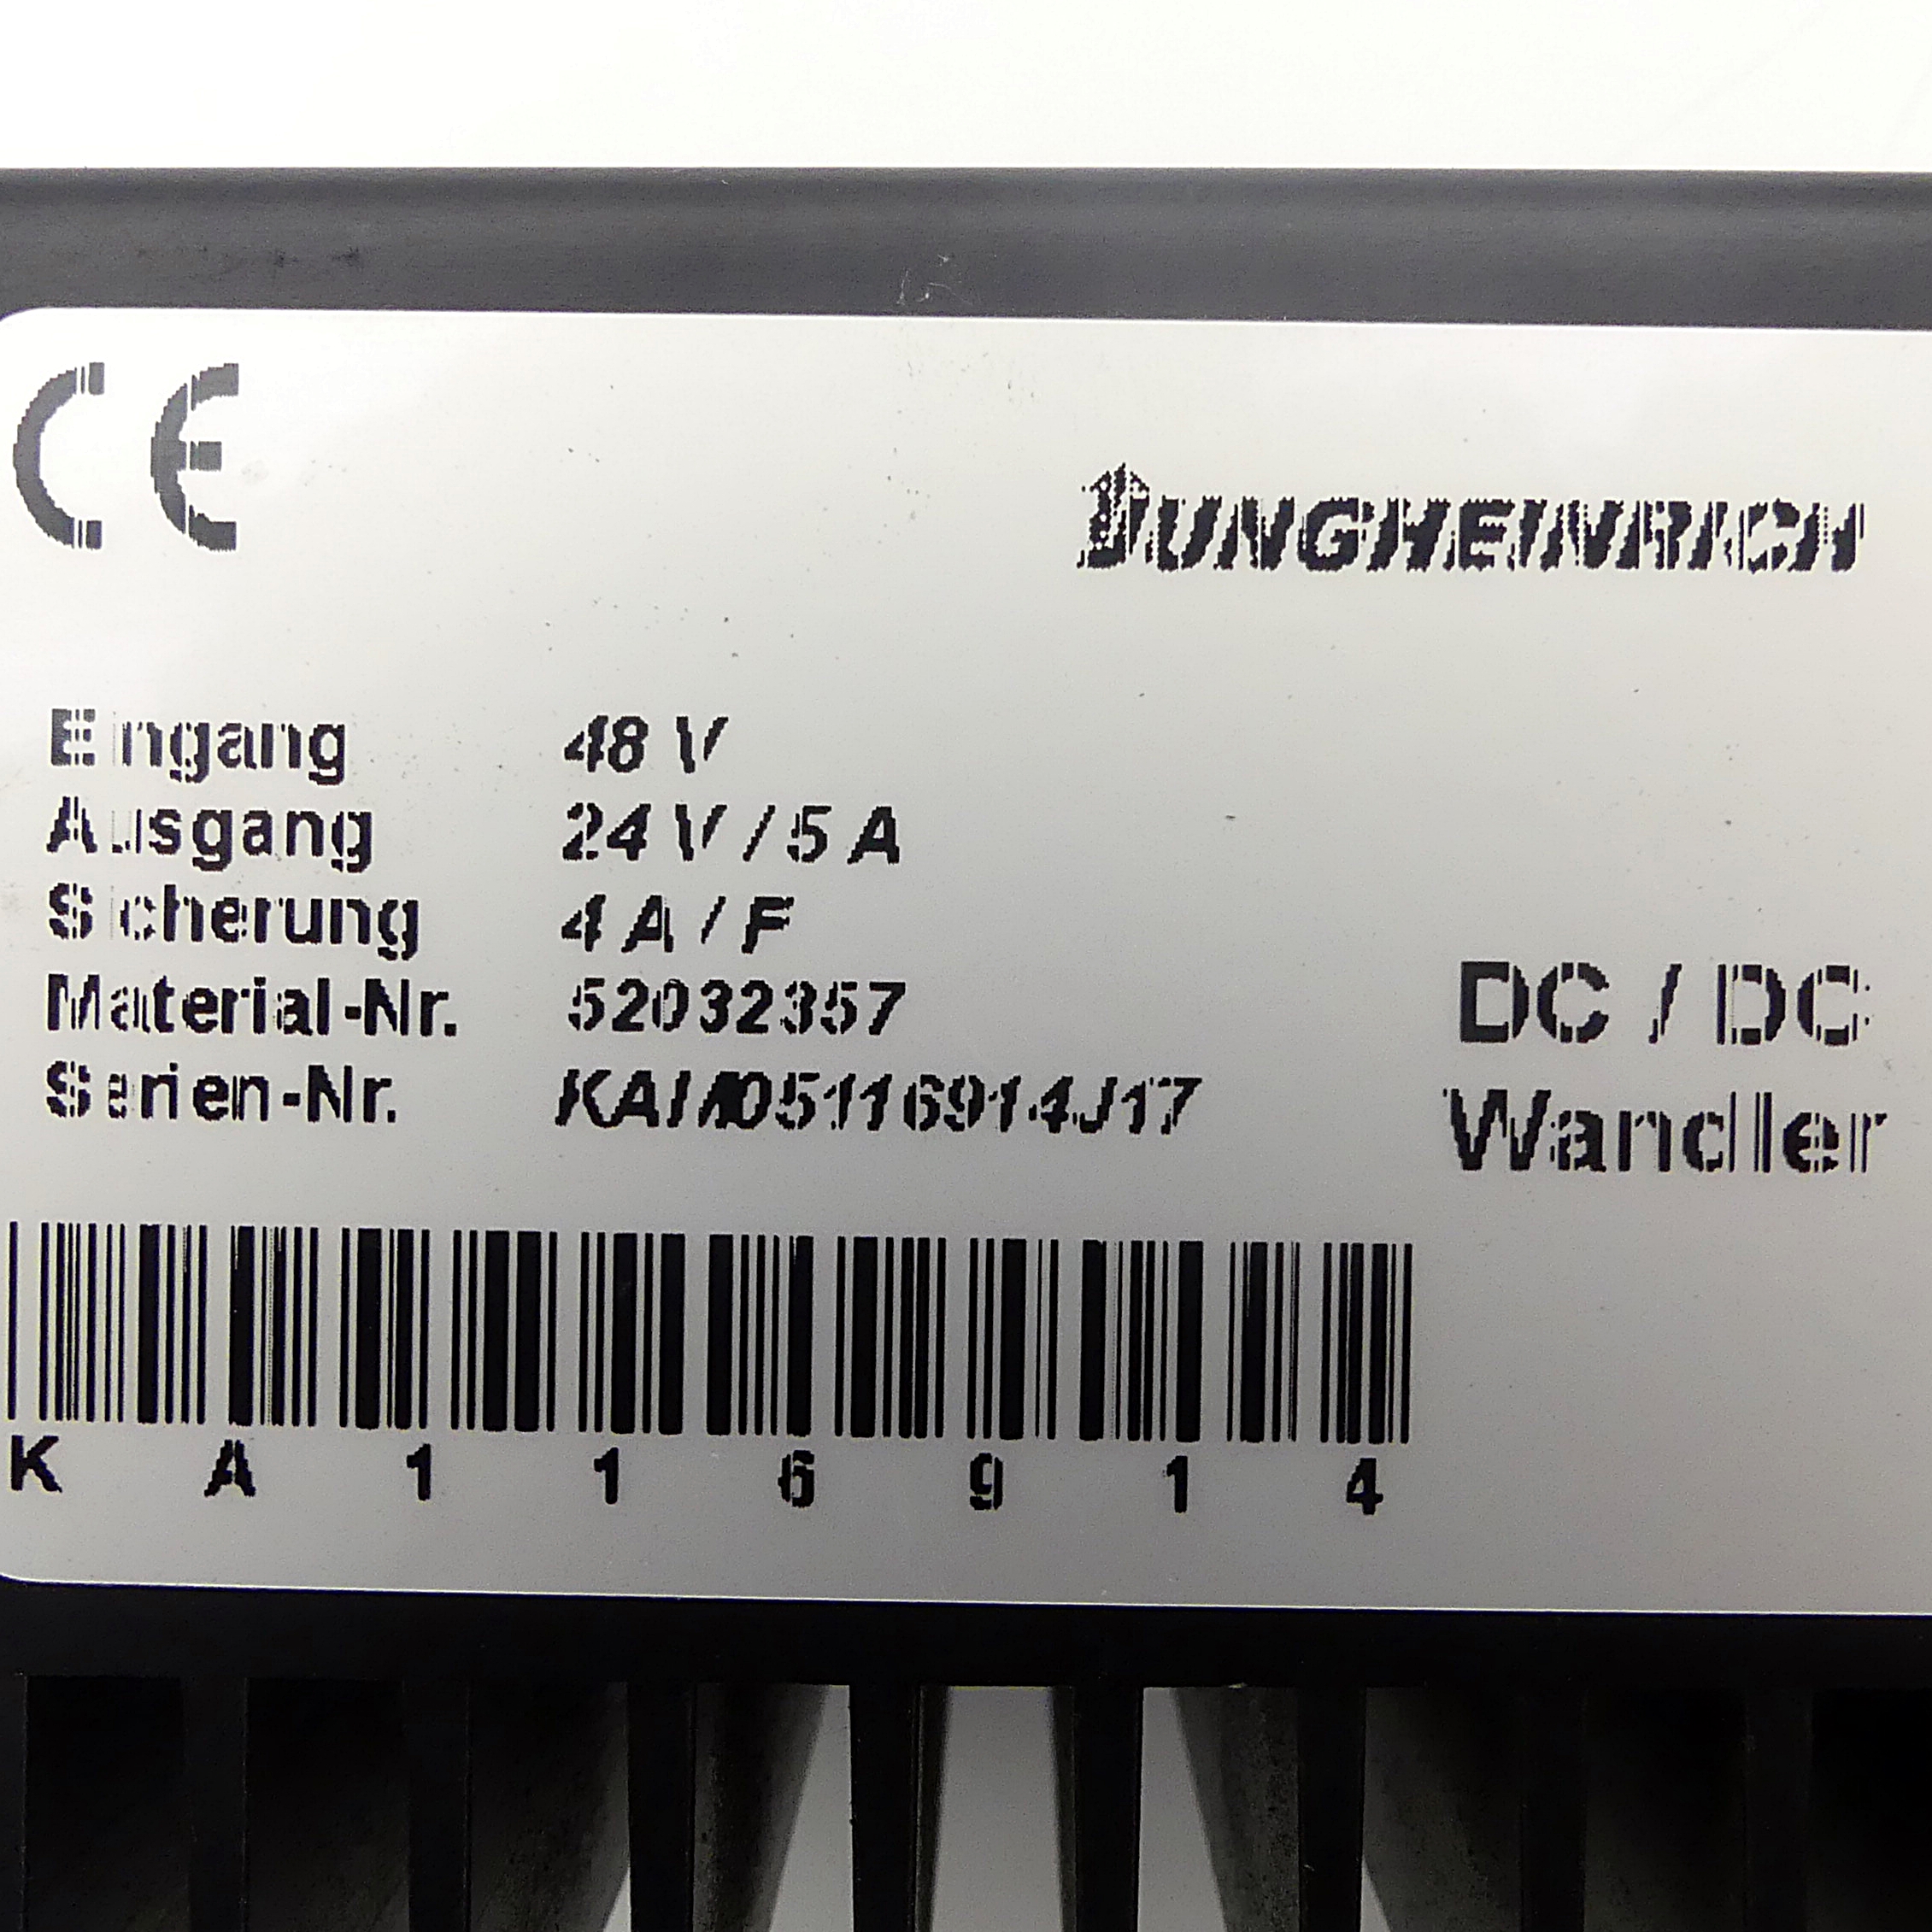 CE
JUNGHEINRICH
Eingang 48 V
Ausgang 24 V / 5 A
Sicherung 4 A / F
Material-Nr. 52032357
Serien-Nr.
DC / DC
Wandler
K A 1 1 6 9 1 4